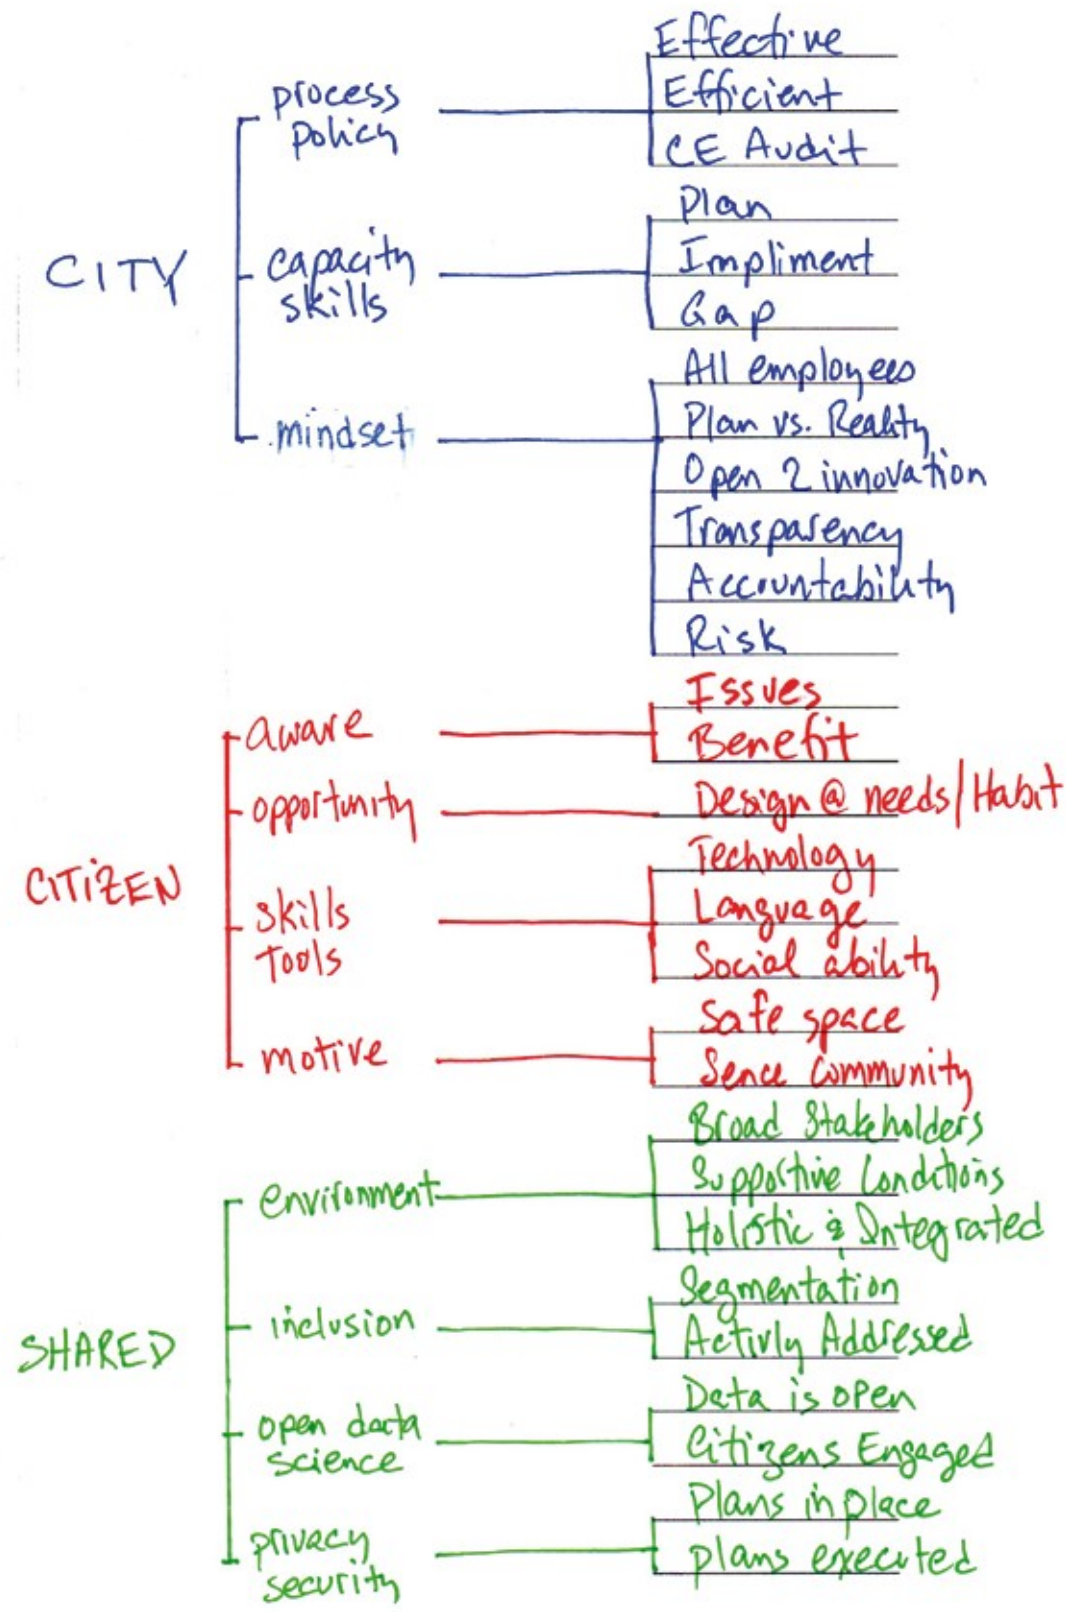 Effective
process
policy
Efficient
CE Audit
CITY
capacity
skills
Plan
Impliment
Gap
mindset
All employees
Plan vs. Reality
Open 2 innovation
Transparency
Accountability
Risk
CITIZEN
aware
Issues
Benefit
opportunity
Design @ needs/Habit
skills
tools
Technology
Language
Social ability
motive
Safe space
Sence Community
SHARED
environment
Broad Stakeholders
Supportive Conditions
Holistic & Integrated
inclusion
Segmentation
Activly Addressed
open data
science
Data is open
Citizens Engaged
privacy
security
Plans in place
plans executed